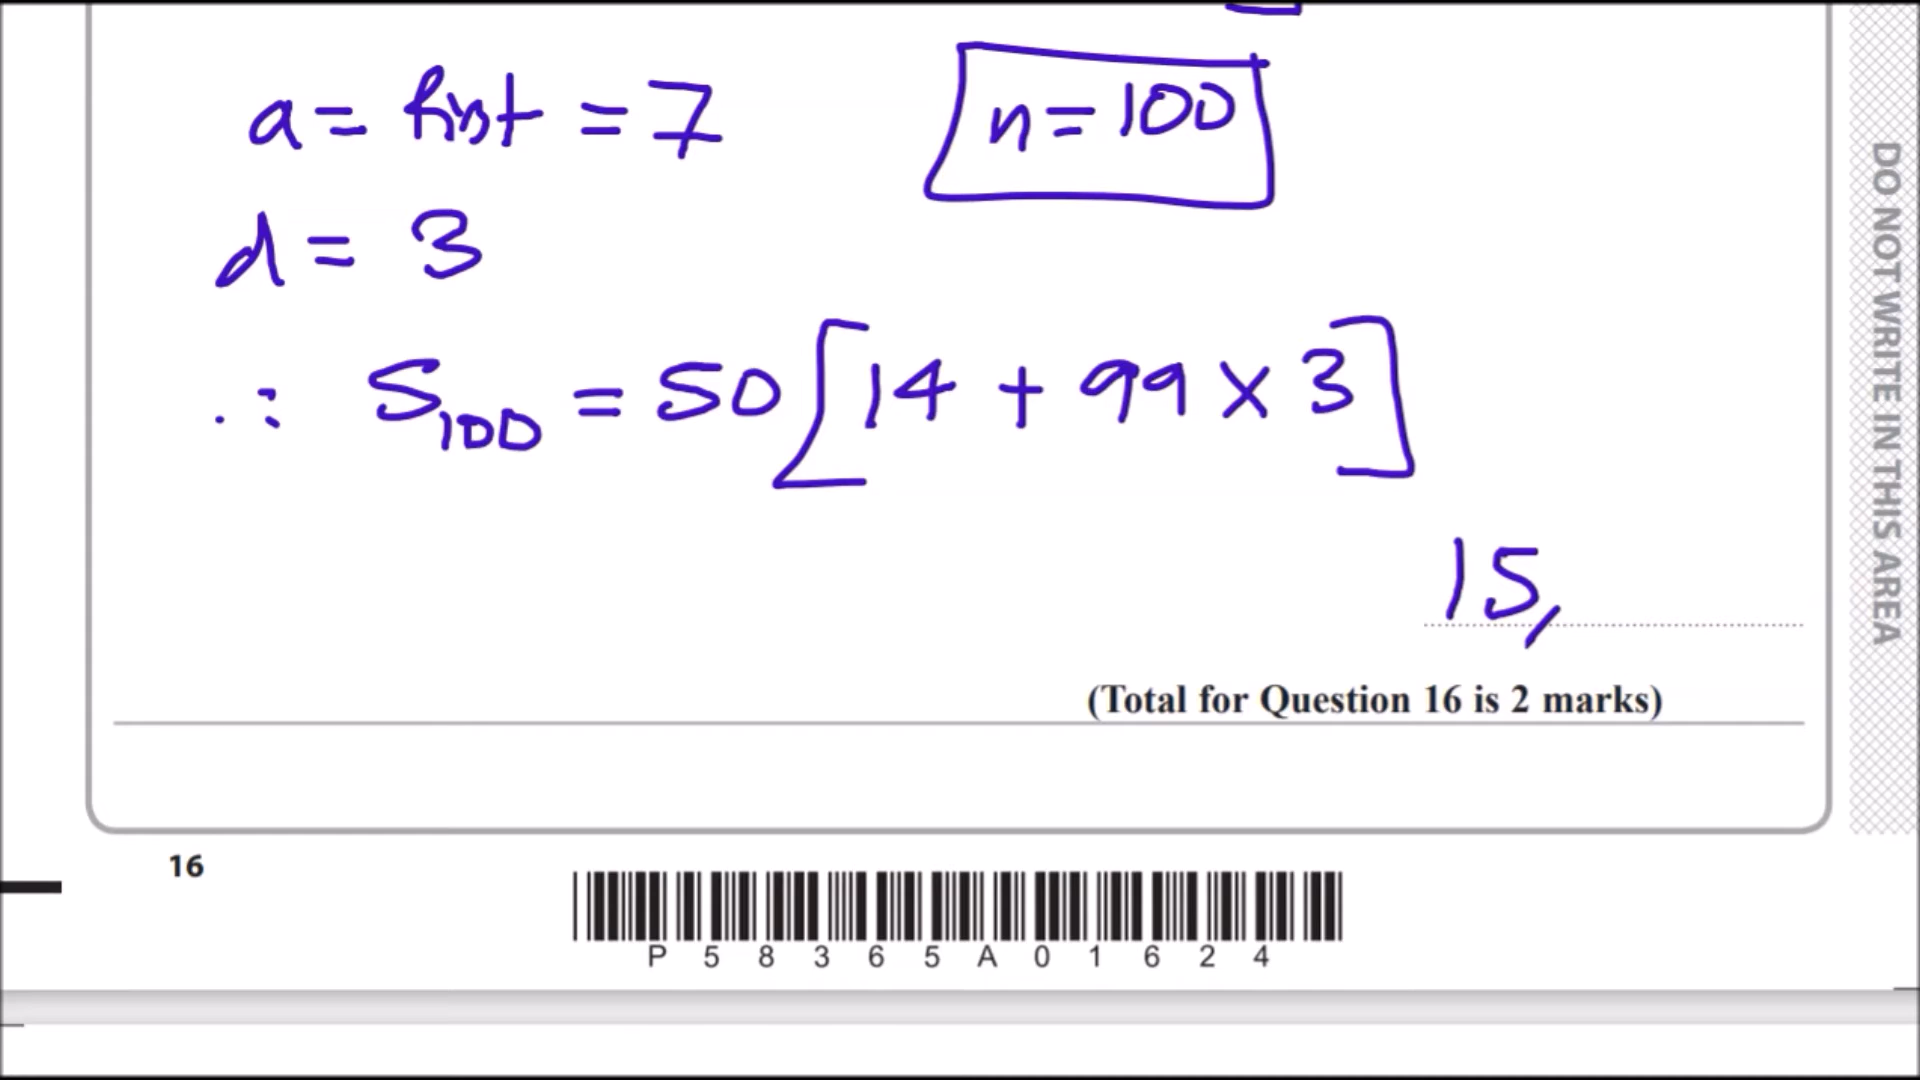 a = first = 7
n = 100
d = 3
∴ S₁₀₀ = 50 [14 + 99 × 3]
15,
(Total for Question 16 is 2 marks)
16
P 5 8 3 6 5 A 0 1 6 2 4
DO NOT WRITE IN THIS AREA